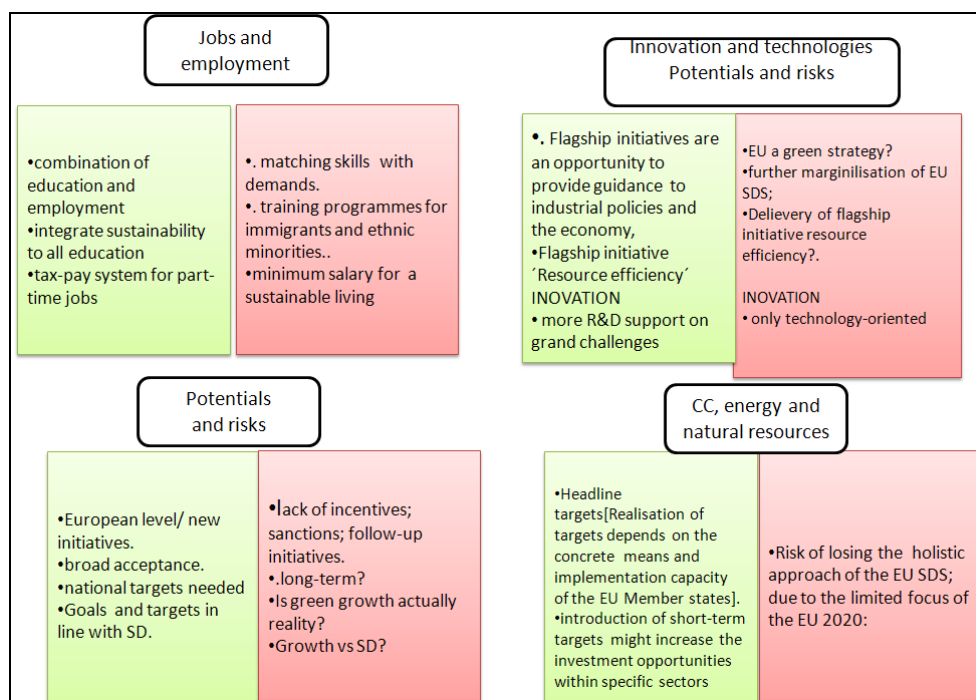 Jobs and
employment
•combination of
education and
employment
•integrate sustainability
to all education
•tax-pay system for part-
time jobs
•. matching skills with
demands.
•. training programmes for
immigrants and ethnic
minorities..
•minimum salary for a
sustainable living
Innovation and technologies
Potentials and risks
•. Flagship initiatives are
an opportunity to
provide guidance to
industrial policies and
the economy,
•Flagship initiative
´Resource efficiency´
INOVATION
• more R&D support on
grand challenges
•EU a green strategy?
•further marginilisation of EU
SDS;
•Delievery of flagship
initiative resource
efficiency?.
INOVATION
• only technology-oriented
Potentials
and risks
•European level/ new
initiatives.
•broad acceptance.
•national targets needed
•Goals and targets in
line with SD.
•lack of incentives;
sanctions; follow-up
initiatives.
•.long-term?
•Is green growth actually
reality?
•Growth vs SD?
CC, energy and
natural resources
•Headline
targets[Realisation of
targets depends on the
concrete means and
implementation capacity
of the EU Member states].
•introduction of short-term
targets might increase the
investment opportunities
within specific sectors
•Risk of losing the holistic
approach of the EU SDS;
due to the limited focus of
the EU 2020: